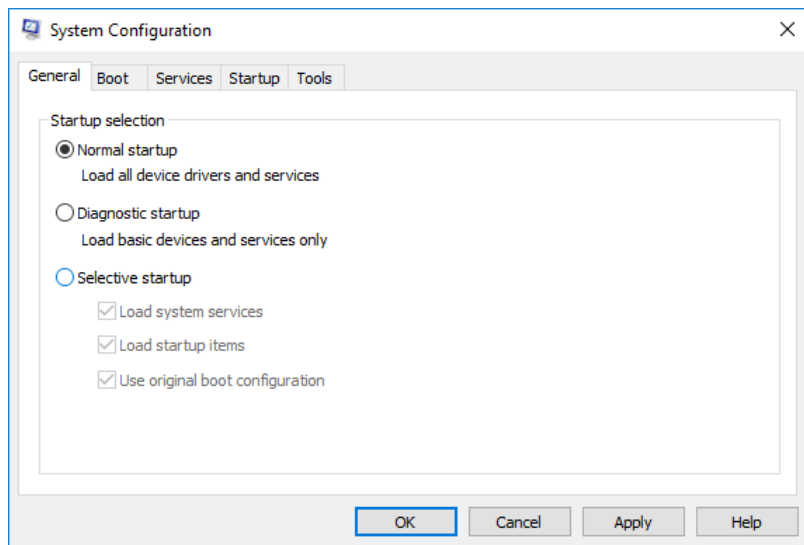 System Configuration
General Boot Services Startup Tools
Startup selection
Normal startup
Load all device drivers and services
Diagnostic startup
Load basic devices and services only
Selective startup
Load system services
Load startup items
Use original boot configuration
OK Cancel Apply Help